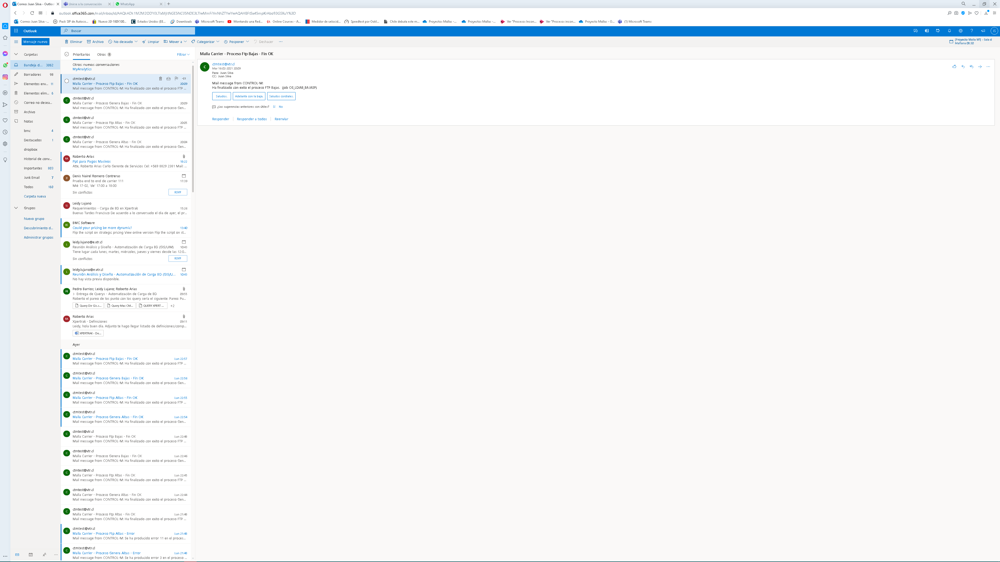 Correo: Juan Silva - Outlook
Unirse a la conversación
WhatsApp
outlook.office365.com/mail/inbox/id/
Correo: Juan Silva -...
Pack SIP de Autoco...
Nuevo 20-180X100...
Estados Unidos (EE...
Downloads
Microsoft Teams
Montando una Red...
Online Courses - A...
Medidor de velocid...
Speedtest por Ookl...
Chile debuta este m...
Proyectos Mallas -...
Proyectos Mallas -...
Ver "Procesos Incon...
Ver "Procesos incon...
Proyecto Mallas - O...
(1) Microsoft Teams
Outlook
Buscar
JS
Mensaje nuevo
Eliminar
Archivo
No deseado
Limpiar
Mover a
Categorizar
Posponer
Deshacer
[Proyecto Malla M1] - Sala d
Mañana 08:30
Carpetas
Bandeja d... 3062
Borradores 98
Elementos env... 11
Elementos elim... 6
Correo no desea...
Archivo
Notas
bmc 4
Destacados 1
dropbox
Historial de conv...
Importantes 803
Junk Email 7
Todos 160
Carpeta nueva
Grupos
Nuevo grupo
Descubrimiento d...
Administrar grupos
Prioritarios
Otros 1
Filtrar
Otros: nuevas conversaciones
MyAnalytics
ctmtest@vtr.cl
Malla Carrier - Proceso Ftp Bajas - Fin OK 20:09
Mail message from CONTROL-M: Ha finalizado con exito el proceso FTP ...
C
ctmtest@vtr.cl
Malla Carrier - Proceso Genera Bajas - Fin OK 20:09
Mail message from CONTROL-M: Ha finalizado con exito el proceso Gen...
C
ctmtest@vtr.cl
Malla Carrier - Proceso Ftp Altas - Fin OK 20:05
Mail message from CONTROL-M: Ha finalizado con exito el proceso FTP ...
C
ctmtest@vtr.cl
Malla Carrier - Proceso Genera Altas - Fin OK 20:04
Mail message from CONTROL-M: Ha finalizado con exito el proceso Gen...
RA
Roberto Arias
Ppt para Pagos Masivos 18:22
Atte, Roberto Arias Carlo Gerente de Servicios Cel: +569 8829 2381 Mail: ...
D
Denis Nairel Romero Contreras
Prueba end to end de carrier 111 17:39
Mié 17-02, 'de' 17:00 a 18:00
Sin conflictos RSVP
LL
Leidy Lujano
Requerimientos - Carga de BD en Xpertrak 15:26
Buenas Tardes Francisco De acuerdo a lo conversado el dia de ayer, el pr...
BS
BMC Software
Could your pricing be more dynamic? 13:40
Flip the script on strategic pricing View online version Flip the script on st...
L
leidy.lujano@e.vtr.cl
Reunión Análisis y Diseño - Automatización de Carga BD (GIS/UIM) 10:43
Tiene lugar cada lunes, martes, miércoles, jueves y viernes desde las 12:0...
Sin conflictos RSVP
L
leidy.lujano@e.vtr.cl
Reunión Análisis y Diseño - Automatización de Carga BD (GIS/U... 10:43
No hay vista previa disponible.
PB
Pedro Barrios; Leidy Lujano; Roberto Arias
Entrega de Querys - Automatización de Carga de BD 09:55
Roberto el pareo de los punto con los query sería el siguiente: Pareo: Pu...
Query Dir Gis.s... Query Mac CM... QUERY XPERT ... +2
RA
Roberto Arias
Xpertrak - Definiciones 09:11
Leidy, hola buen día. Adjunto te hago llegar listado de definiciones/comp...
XPERTRAK - De...
Ayer
C
ctmtest@vtr.cl
Malla Carrier - Proceso Ftp Bajas - Fin OK Lun 22:57
Mail message from CONTROL-M: Ha finalizado con exito el proceso FTP ...
C
ctmtest@vtr.cl
Malla Carrier - Proceso Genera Bajas - Fin OK Lun 22:56
Mail message from CONTROL-M: Ha finalizado con exito el proceso Gen...
C
ctmtest@vtr.cl
Malla Carrier - Proceso Ftp Altas - Fin OK Lun 22:55
Mail message from CONTROL-M: Ha finalizado con exito el proceso FTP ...
C
ctmtest@vtr.cl
Malla Carrier - Proceso Genera Altas - Fin OK Lun 22:54
Mail message from CONTROL-M: Ha finalizado con exito el proceso Gen...
C
ctmtest@vtr.cl
Malla Carrier - Proceso Ftp Bajas - Fin OK Lun 22:48
Mail message from CONTROL-M: Ha finalizado con exito el proceso FTP ...
C
ctmtest@vtr.cl
Malla Carrier - Proceso Genera Bajas - Fin OK Lun 22:46
Mail message from CONTROL-M: Ha finalizado con exito el proceso Gen...
C
ctmtest@vtr.cl
Malla Carrier - Proceso Ftp Altas - Fin OK Lun 22:45
Mail message from CONTROL-M: Ha finalizado con exito el proceso FTP ...
C
ctmtest@vtr.cl
Malla Carrier - Proceso Genera Altas - Fin OK Lun 22:44
Mail message from CONTROL-M: Ha finalizado con exito el proceso Gen...
C
ctmtest@vtr.cl
Malla Carrier - Proceso Ftp Altas - Fin OK Lun 21:48
Mail message from CONTROL-M: Ha finalizado con exito el proceso FTP ...
C
ctmtest@vtr.cl
Malla Carrier - Proceso Ftp Altas - Error Lun 21:48
Mail message from CONTROL-M: Se ha producido error 11 en el proceso...
C
ctmtest@vtr.cl
Malla Carrier - Proceso Genera Altas - Error Lun 21:48
Mail message from CONTROL-M: Se ha producido error 3 en el proceso ...
Malla Carrier - Proceso Ftp Bajas - Fin OK
C
ctmtest@vtr.cl
Mar 16-02-2021 20:09
Para: Juan Silva
CC: Juan Silva
Mail message from CONTROL-M:
Ha finalizado con exito el proceso FTP Bajas. (job OS_LDIAB_BAJASP)
Saludos. Adelante con la baja. Saludos cordiales.
¿Las sugerencias anteriores son útiles? Sí No
Responder Responder a todos Reenviar